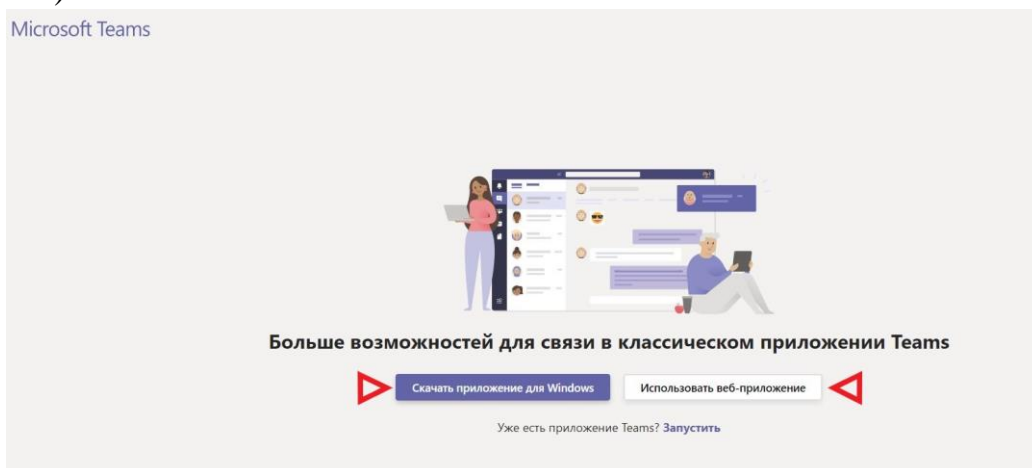 Microsoft Teams
Больше возможностей для связи в классическом приложении Teams
Скачать приложение для Windows
Использовать веб-приложение
Уже есть приложение Teams? Запустить